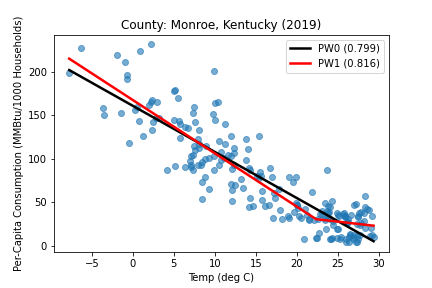 County: Monroe, Kentucky (2019)
PW0 (0.799)
PW1 (0.816)
Per-Capita Consumption (MMBtu/1000 Households)
200
150
100
50
0
−5 0 5 10 15 20 25 30
Temp (deg C)